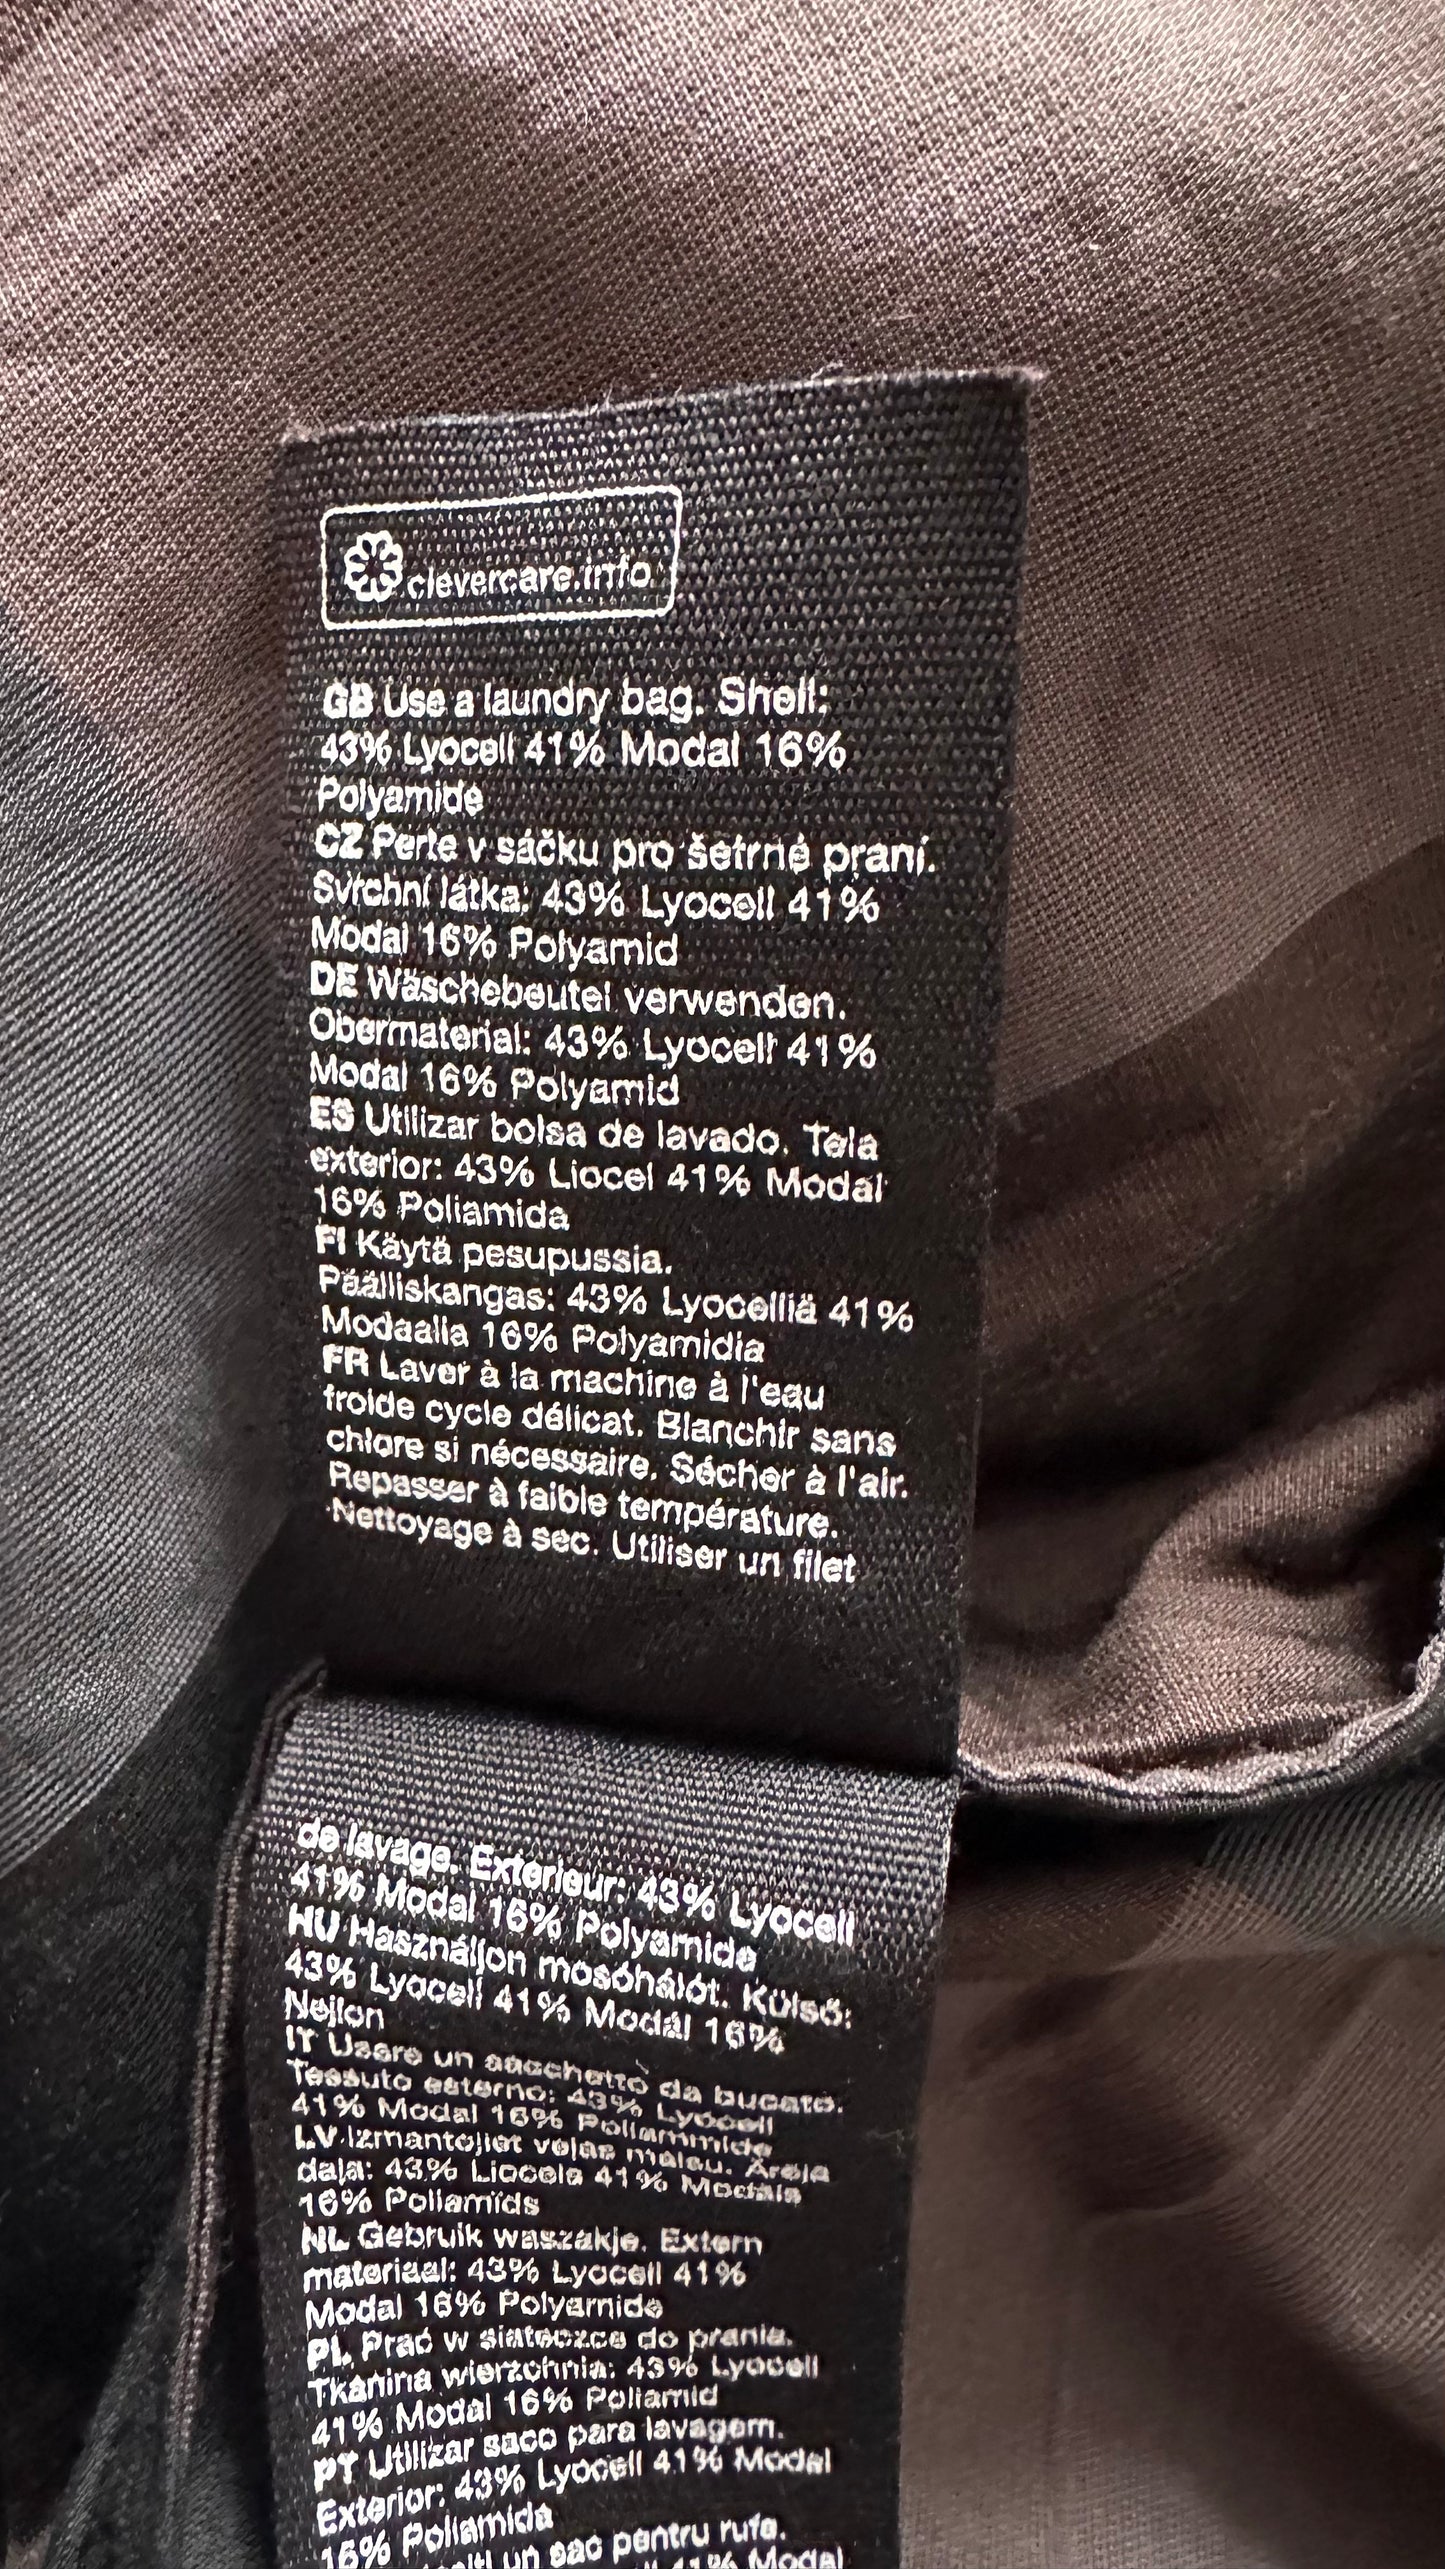 clevercare.info
GB Use a laundry bag. Shell:
43% Lyocell 41% Modal 16%
Polyamide
CZ Perte v sáčku pro šetrné praní.
Svrchní látka: 43% Lyocell 41%
Modal 16% Polyamid
DE Wäschebeutel verwenden.
Obermaterial: 43% Lyocell 41%
Modal 16% Polyamid
ES Utilizar bolsa de lavado. Tela
exterior: 43% Liocel 41% Modal
16% Poliamida
FI Käytä pesupussia.
Päälliskangas: 43% Lyocelliä 41%
Modaalia 16% Polyamidia
FR Laver à la machine à l'eau
froide cycle délicat. Blanchir sans
chlore si nécessaire. Sécher à l'air.
Repasser à faible température.
Nettoyage à sec. Utiliser un filet
de lavage. Exterieur: 43% Lyocell
41% Modal 16% Polyamide
HU Használjon mosóhálót. Külső:
43% Lyocell 41% Modál 16%
Nejlon
IT Usare un sacchetto da bucato.
Tessuto esterno: 43% Lyocell
41% Modal 16% Poliammide
LV Izmantojiet veļas maisu. Ārējā
daļa: 43% Liocels 41% Modals
16% Poliamīds
NL Gebruik waszakje. Extern
materiaal: 43% Lyocell 41%
Modal 16% Polyamide
PL Prać w siateczce do prania.
Tkanina wierzchnia: 43% Lyocell
41% Modal 16% Poliamid
PT Utilizar saco para lavagem.
Exterior: 43% Lyocell 41% Modal
16% Poliamida
un sac pentru rufe.
41% Modal